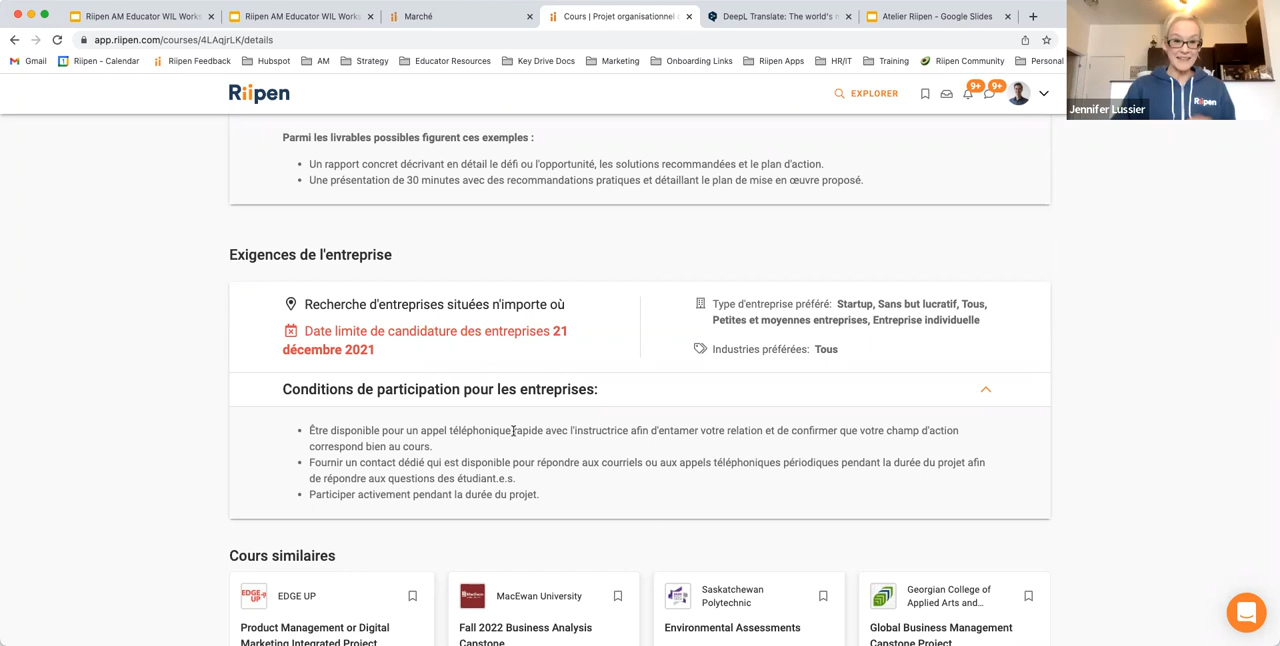 Riipen AM Educator WIL Works
Riipen AM Educator WIL Works
Marché
Cours | Projet organisationnel
DeepL Translate: The world's
Atelier Riipen - Google Slides
app.riipen.com/courses/4LAqjrLK/details
Gmail
Riipen - Calendar
Riipen Feedback
Hubspot
AM
Strategy
Educator Resources
Key Drive Docs
Marketing
Onboarding Links
Riipen Apps
HR/IT
Training
Riipen Community
Personal
Riipen
EXPLORER
9+
9+
Riipen
Jennifer Lussier
Parmi les livrables possibles figurent ces exemples :
• Un rapport concret décrivant en détail le défi ou l'opportunité, les solutions recommandées et le plan d'action.
• Une présentation de 30 minutes avec des recommandations pratiques et détaillant le plan de mise en œuvre proposé.
Exigences de l'entreprise
Recherche d'entreprises situées n'importe où
Date limite de candidature des entreprises 21
décembre 2021
Type d'entreprise préféré: Startup, Sans but lucratif, Tous,
Petites et moyennes entreprises, Entreprise individuelle
Industries préférées: Tous
Conditions de participation pour les entreprises:
• Être disponible pour un appel téléphonique rapide avec l'instructrice afin d'entamer votre relation et de confirmer que votre champ d'action
correspond bien au cours.
• Fournir un contact dédié qui est disponible pour répondre aux courriels ou aux appels téléphoniques périodiques pendant la durée du projet afin
de répondre aux questions des étudiant.e.s.
• Participer activement pendant la durée du projet.
Cours similaires
EDGE UP
EDGE UP
Product Management or Digital
Marketing Integrated Project
MacEwan University
Fall 2022 Business Analysis
Capstone
Saskatchewan
Polytechnic
Environmental Assessments
Georgian College of
Applied Arts and…
Global Business Management
Capstone Project